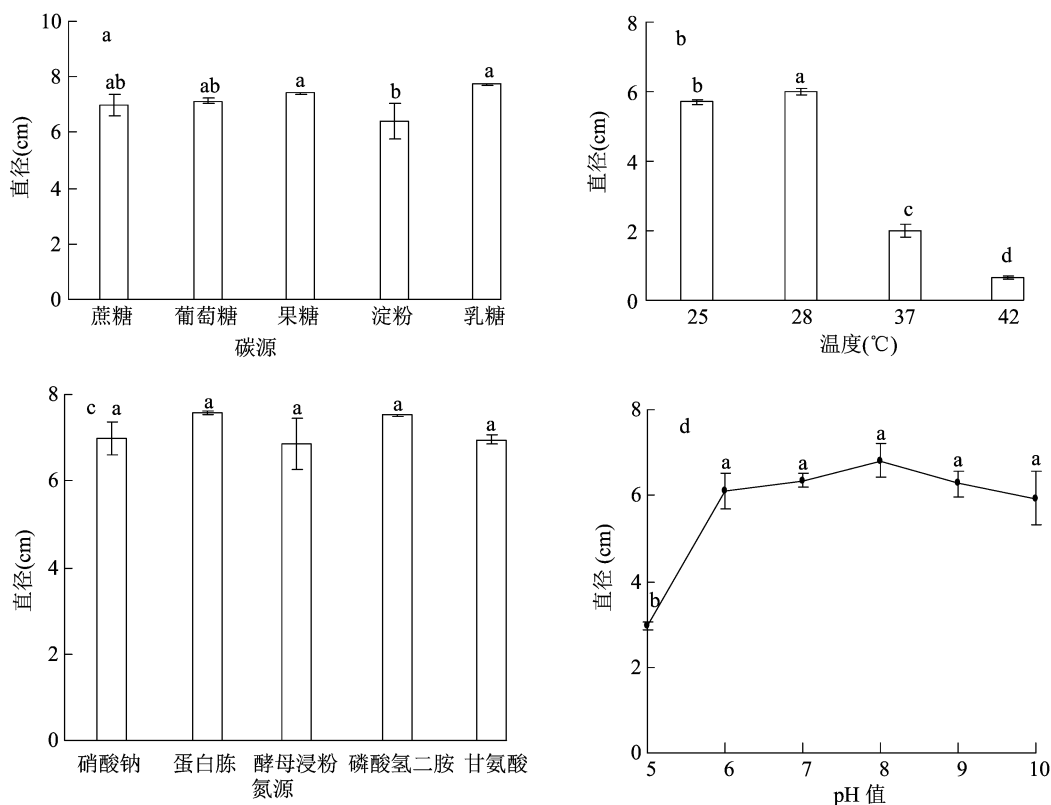 a
直径(cm)
10
8
6
4
2
0
ab ab a b a
蔗糖 葡萄糖 果糖 淀粉 乳糖
碳源
b
直径(cm)
8
6
4
2
0
b a c d
25 28 37 42
温度(℃)
c
直径(cm)
8
6
4
2
0
a a a a a
硝酸钠 蛋白胨 酵母浸粉 磷酸氢二胺 甘氨酸
氮源
d
直径 (cm)
8
6
4
2
0
b a a a a a
5 6 7 8 9 10
pH 值